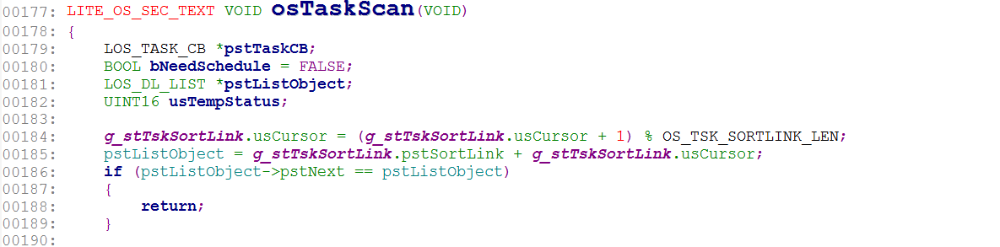 00177: LITE_OS_SEC_TEXT VOID osTaskScan(VOID)
00178: {
00179:     LOS_TASK_CB *pstTaskCB;
00180:     BOOL bNeedSchedule = FALSE;
00181:     LOS_DL_LIST *pstListObject;
00182:     UINT16 usTempStatus;
00183:
00184:     g_stTskSortLink.usCursor = (g_stTskSortLink.usCursor + 1) % OS_TSK_SORTLINK_LEN;
00185:     pstListObject = g_stTskSortLink.pstSortLink + g_stTskSortLink.usCursor;
00186:     if (pstListObject->pstNext == pstListObject)
00187:     {
00188:         return;
00189:     }
00190: